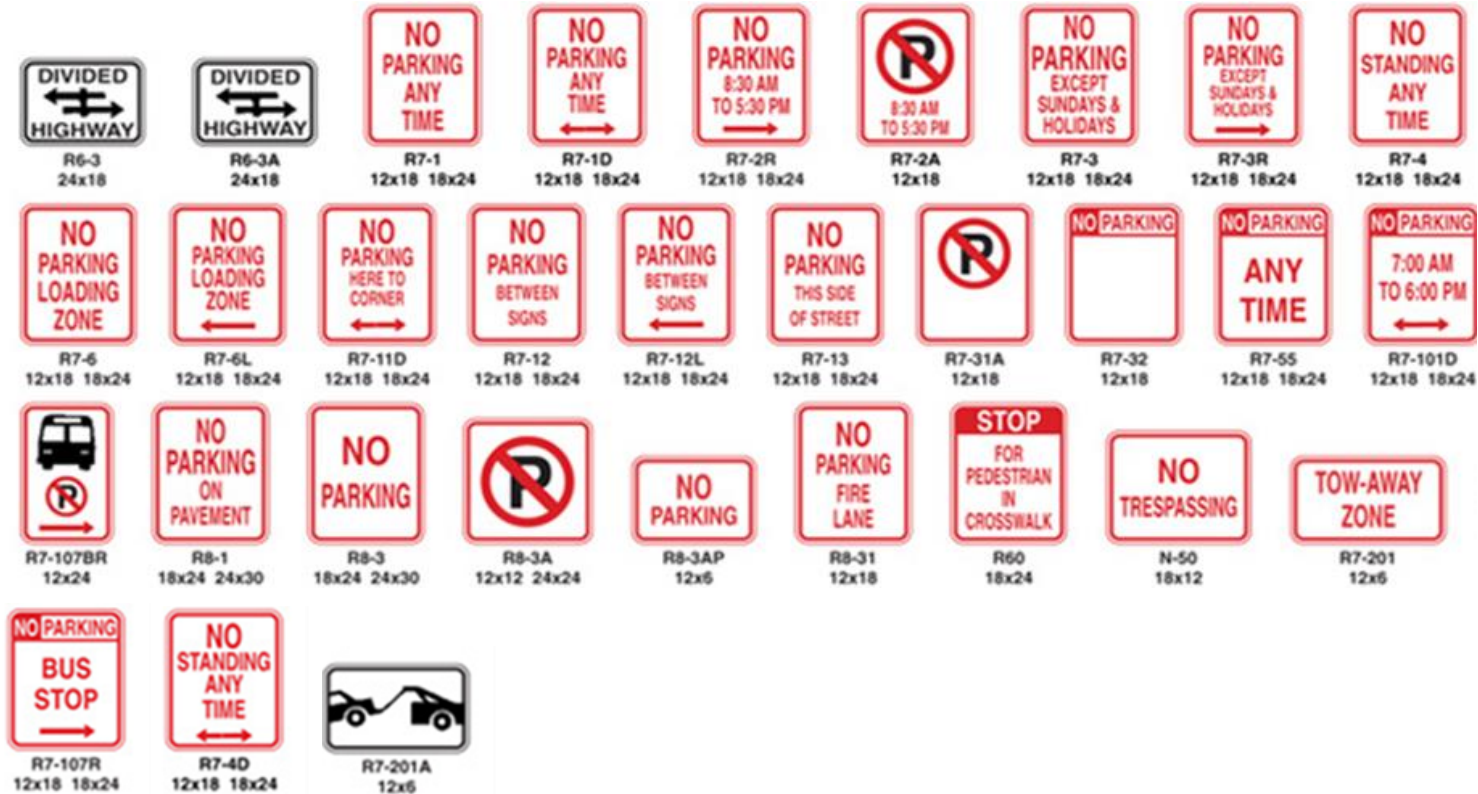 DIVIDED
HIGHWAY
R6-3
24x18
DIVIDED
HIGHWAY
R6-3A
24x18
NO
PARKING
ANY
TIME
R7-1
12x18 18x24
NO
PARKING
ANY
TIME
R7-1D
12x18 18x24
NO
PARKING
8:30 AM
TO 5:30 PM
R7-2R
12x18 18x24
P
8:30 AM
TO 5:30 PM
R7-2A
12x18
NO
PARKING
EXCEPT
SUNDAYS &
HOLIDAYS
R7-3
12x18 18x24
NO
PARKING
EXCEPT
SUNDAYS &
HOLIDAYS
R7-3R
12x18 18x24
NO
STANDING
ANY
TIME
R7-4
12x18 18x24
NO
PARKING
LOADING
ZONE
R7-6
12x18 18x24
NO
PARKING
LOADING
ZONE
R7-6L
12x18 18x24
NO
PARKING
HERE TO
CORNER
R7-11D
12x18 18x24
NO
PARKING
BETWEEN
SIGNS
R7-12
12x18 18x24
NO
PARKING
BETWEEN
SIGNS
R7-12L
12x18 18x24
NO
PARKING
THIS SIDE
OF STREET
R7-13
12x18 18x24
P
R7-31A
12x18
NO PARKING
R7-32
12x18
NO PARKING
ANY
TIME
R7-55
12x18 18x24
NO PARKING
7:00 AM
TO 6:00 PM
R7-101D
12x18 18x24
P
R7-107BR
12x24
NO
PARKING
ON
PAVEMENT
R8-1
18x24 24x30
NO
PARKING
R8-3
18x24 24x30
P
R8-3A
12x12 24x24
NO
PARKING
R8-3AP
12x6
NO
PARKING
FIRE
LANE
R8-31
12x18
STOP
FOR
PEDESTRIAN
IN
CROSSWALK
R60
18x24
NO
TRESPASSING
N-50
18x12
TOW-AWAY
ZONE
R7-201
12x6
NO PARKING
BUS
STOP
R7-107R
12x18 18x24
NO
STANDING
ANY
TIME
R7-4D
12x18 18x24
R7-201A
12x6